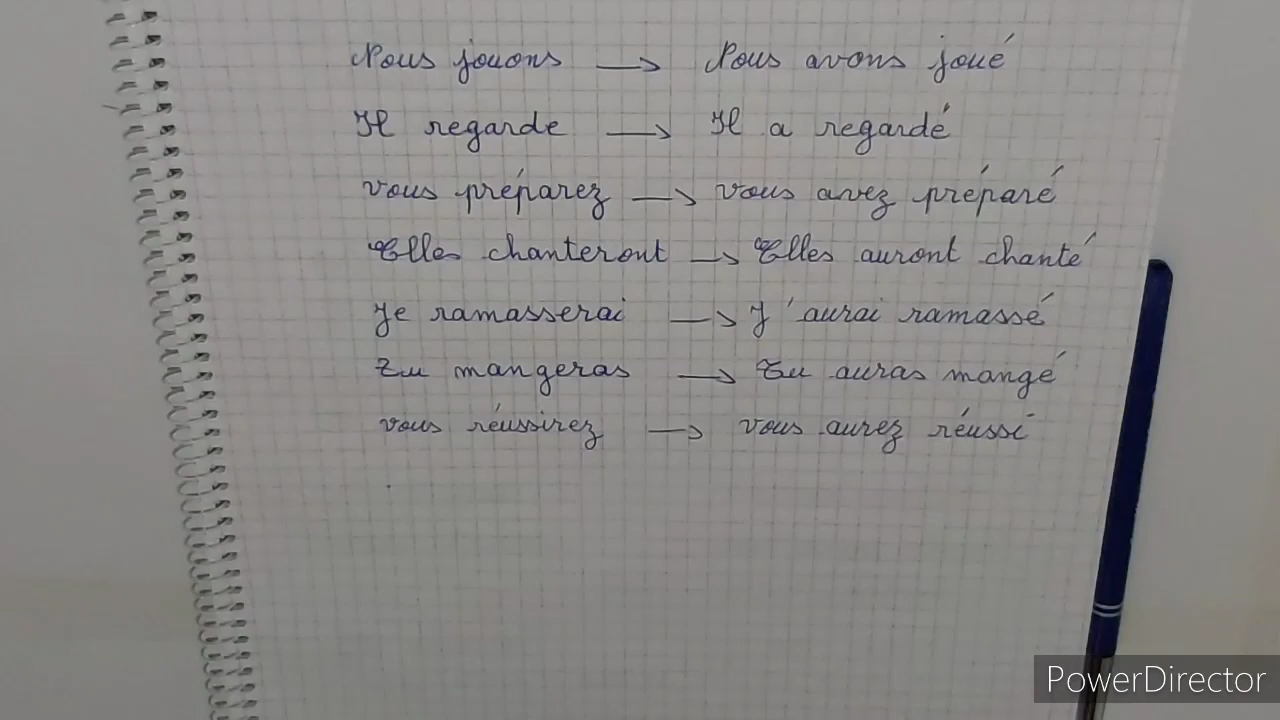 Nous jouons → Nous avons joué
Il regarde → Il a regardé
vous préparez → vous avez préparé
Elles chanteront → Elles auront chanté
Je ramasserai → J'aurai ramassé
Tu mangeras → Tu auras mangé
vous réussirez → vous aurez réussi
PowerDirector